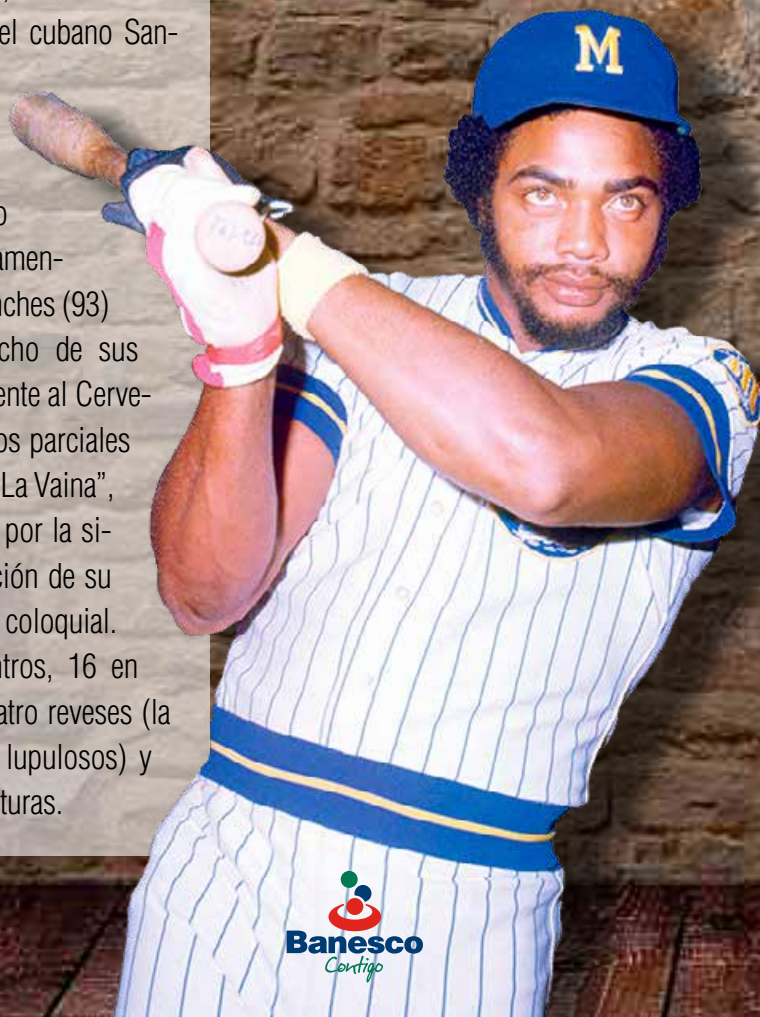 el cubano San-
o
amen-
nches (93)
cho de sus
ente al Cerve-
os parciales
La Vaina”,
por la si-
ción de su
coloquial.
tros, 16 en
atro reveses (la
lupulosos) y
turas.
M
Banesco
Contigo